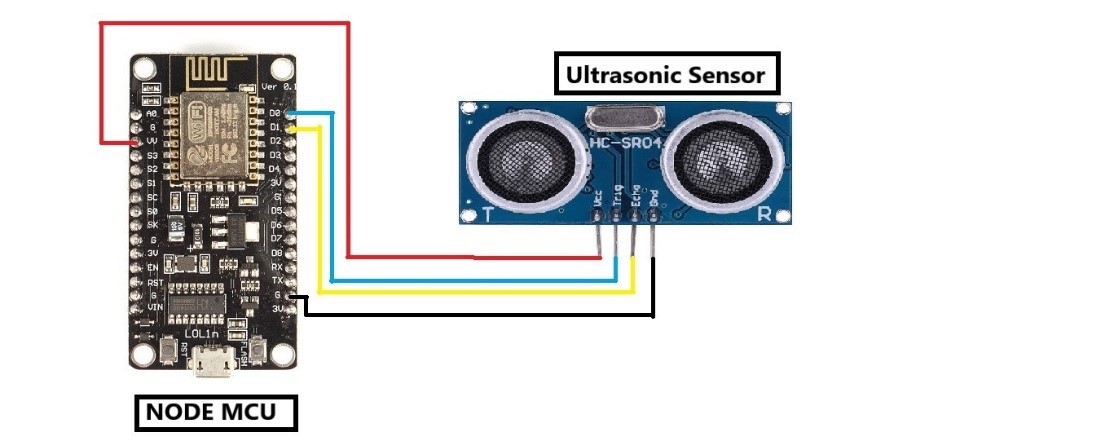 Ultrasonic Sensor
Ver 0.1
A0
G
VV
S3
S2
S1
SC
S0
SK
G
3V
EN
RST
G
VIN
D0
D1
D2
D3
D4
3V
G
D5
D6
D7
D8
RX
TX
G
3V
WiFi
FC
LOLin
RST
FLASH
HC-SR04
Vcc
Trig
Echo
Gnd
T
R
NODE MCU